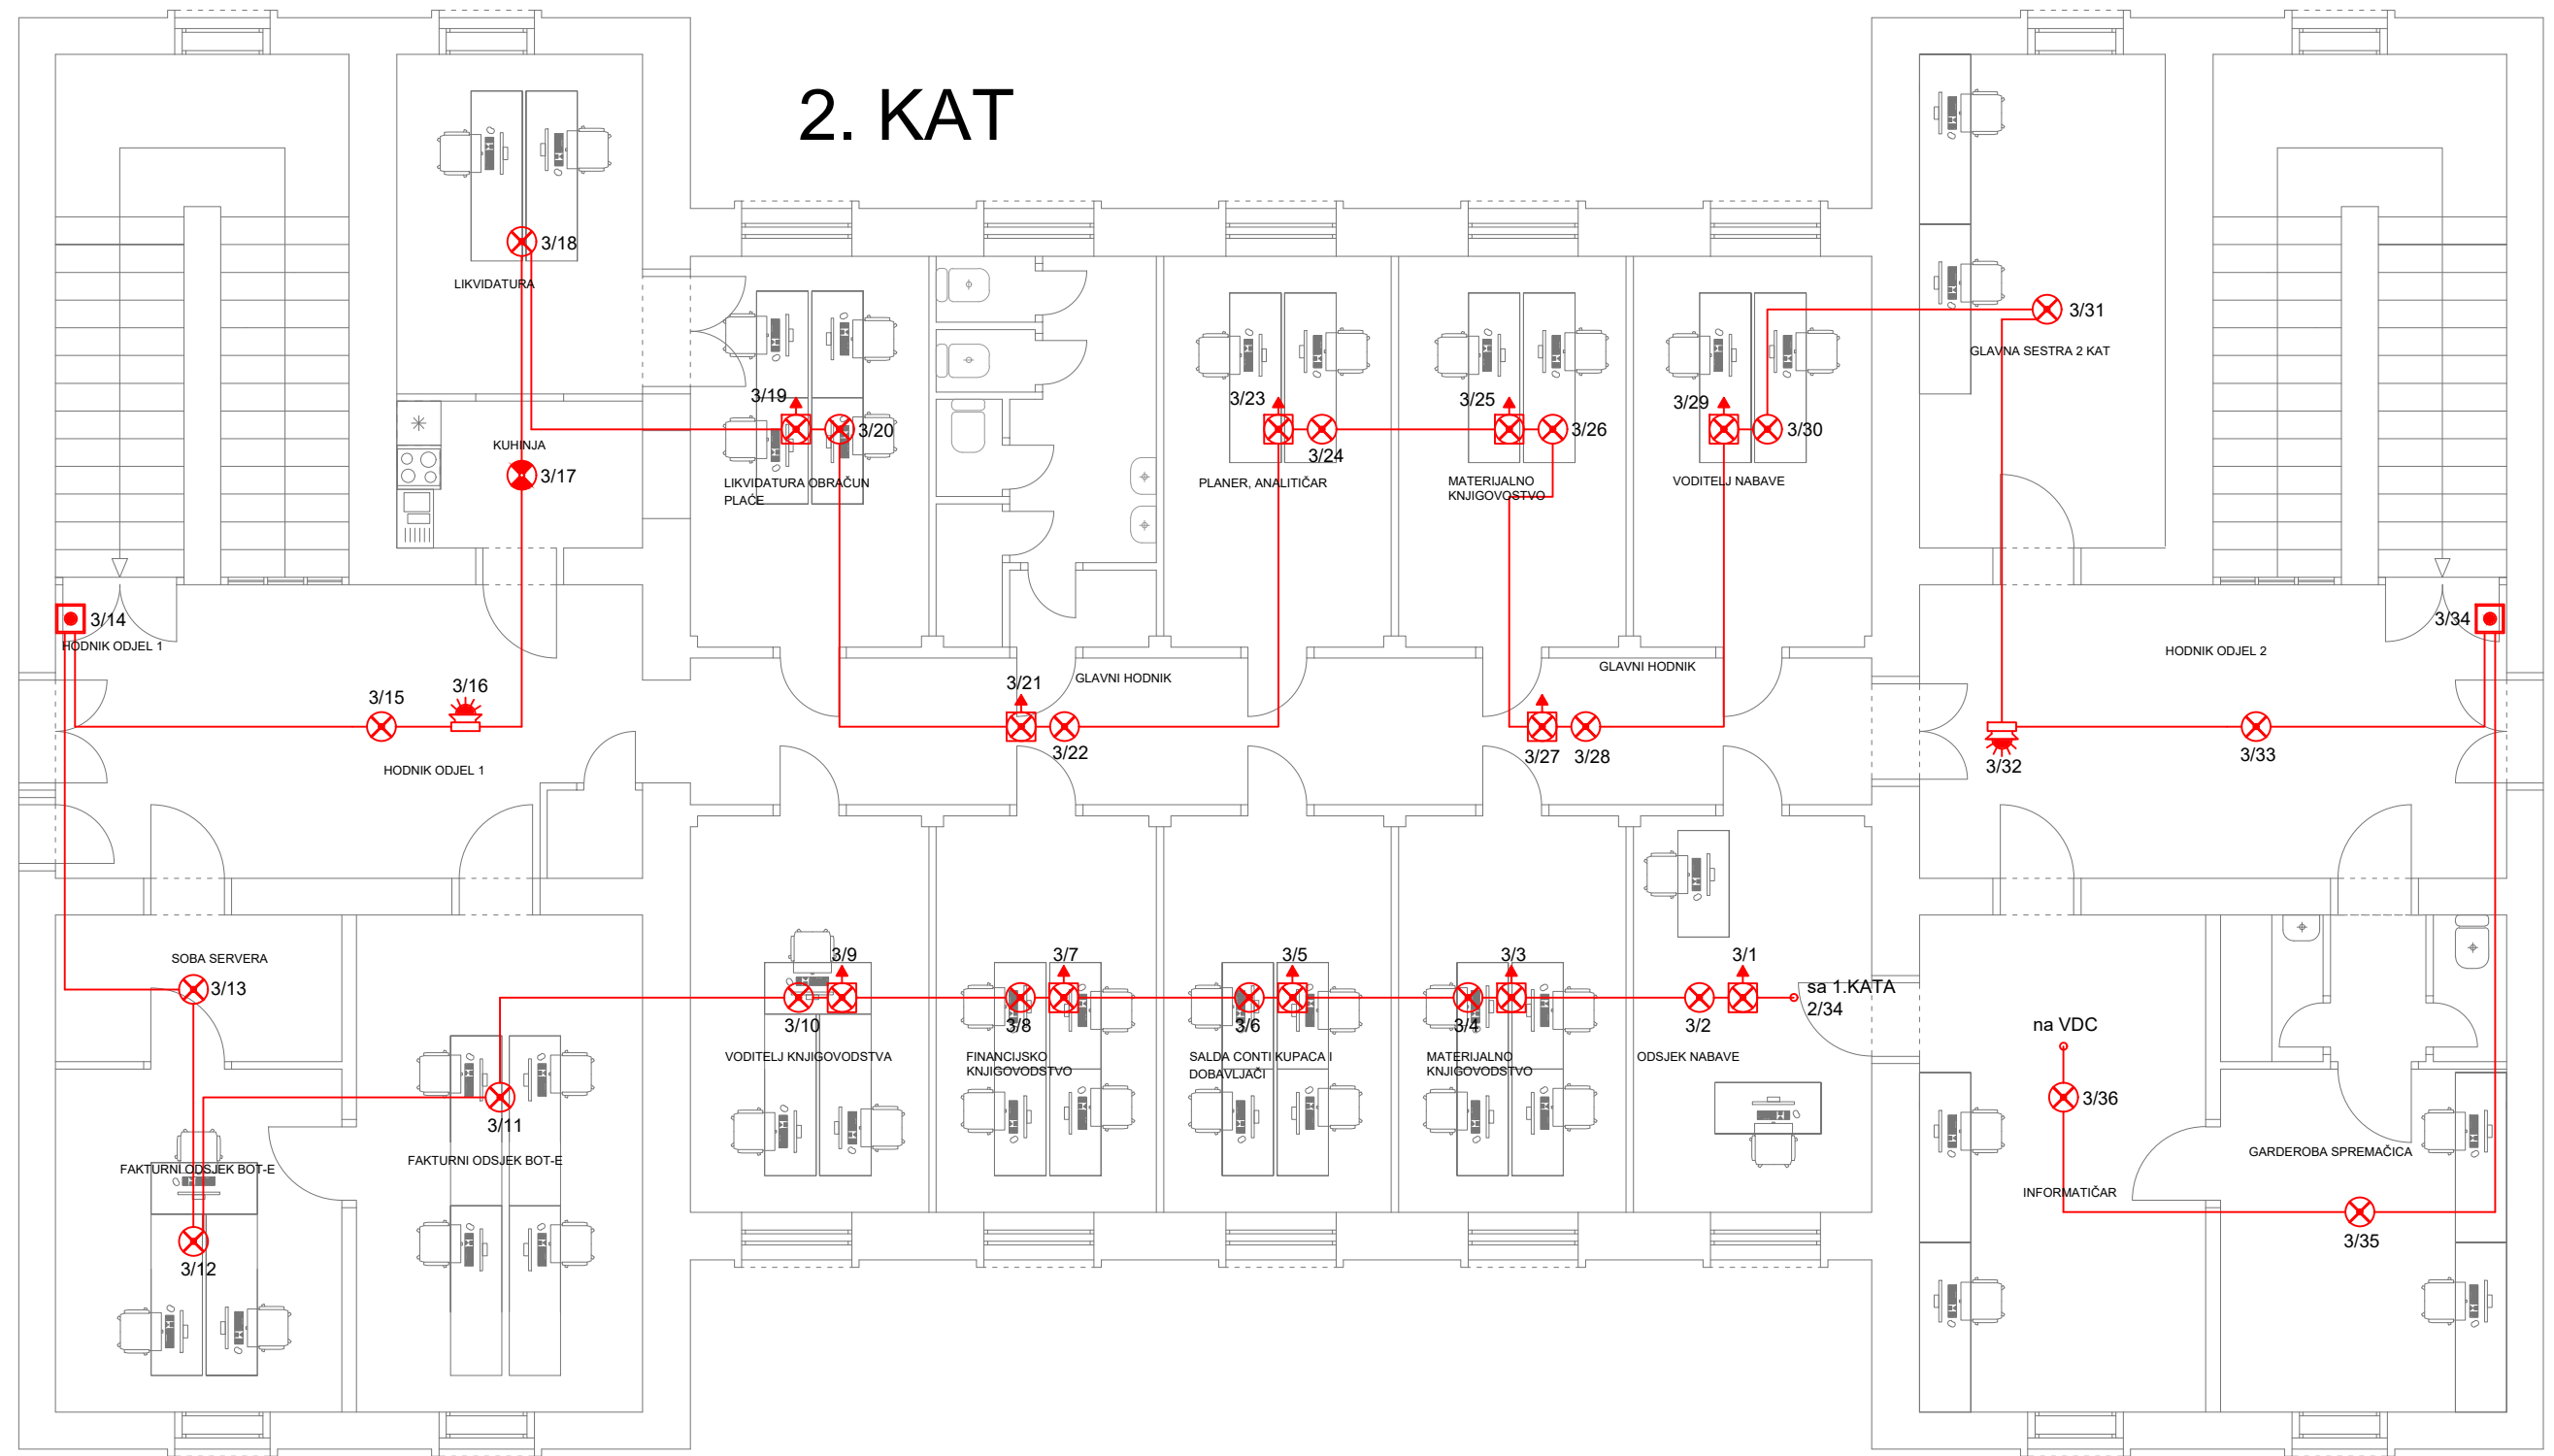 2. KAT
3/18
LIKVIDATURA
3/31
GLAVNA SESTRA 2 KAT
3/19
3/20
3/23
3/24
3/25
3/26
3/29
3/30
KUHINJA
3/17
LIKVIDATURA OBRAČUN
PLAĆE
PLANER, ANALITIČAR
MATERIJALNO
KNJIGOVOSTVO
VODITELJ NABAVE
3/14
HODNIK ODJEL 1
3/34
HODNIK ODJEL 2
3/15
3/16
3/21
GLAVNI HODNIK
GLAVNI HODNIK
3/22
3/27
3/28
3/32
3/33
HODNIK ODJEL 1
SOBA SERVERA
3/13
3/9
3/7
3/5
3/3
3/1
sa 1.KATA
2/34
3/10
3/8
3/6
3/4
3/2
na VDC
VODITELJ KNJIGOVODSTVA
FINANCIJSKO
KNJIGOVODSTVO
SALDA CONTI KUPACA I
DOBAVLJAČI
MATERIJALNO
KNJIGOVODSTVO
ODSJEK NABAVE
3/36
3/11
FAKTURNI ODSJEK BOT-E
FAKTURNI ODSJEK BOT-E
GARDEROBA SPREMAČICA
INFORMATIČAR
3/35
3/12